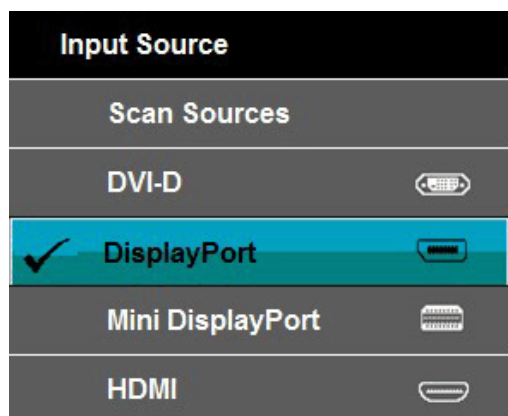 Input Source
Scan Sources
DVI-D
DisplayPort
Mini DisplayPort
HDMI